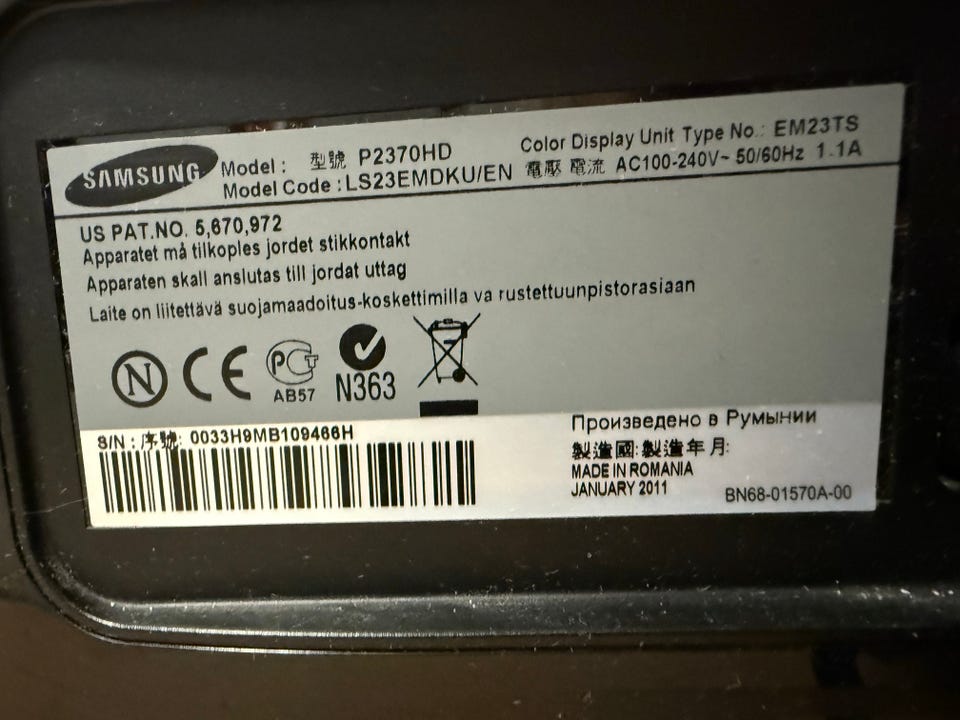 SAMSUNG
Model : 型號 P2370HD
Model Code : LS23EMDKU/EN
Color Display Unit Type No.: EM23TS
電壓 電流 AC100-240V~ 50/60Hz 1.1A
US PAT.NO. 5,670,972
Apparatet må tilkoples jordet stikkontakt
Apparaten skall anslutas till jordat uttag
Laite on liitettävä suojamaadoitus-koskettimilla va rustettuunpistorasiaan
N CE PCT AB57 N363
S/N : 序號: 0033H9MB109466H
Произведено в Румынии
製造國: 製造年 月:
MADE IN ROMANIA
JANUARY 2011
BN68-01570A-00